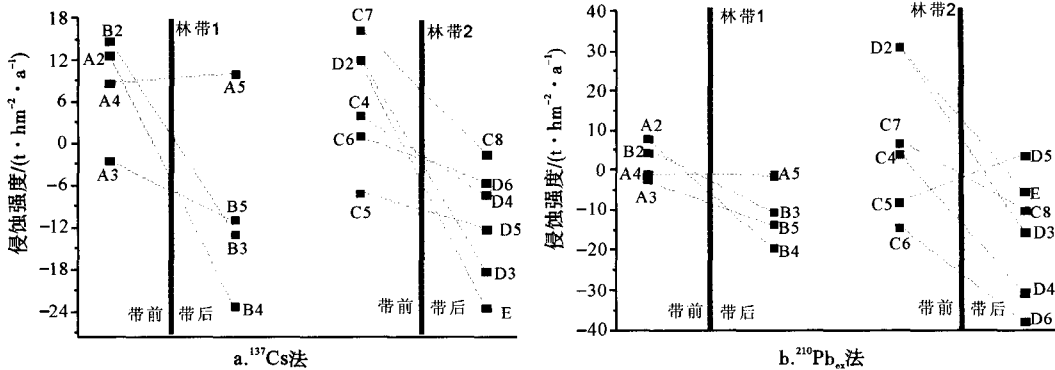 侵蚀强度/(t·hm⁻²·a⁻¹)
18
12
6
0
−6
−12
−18
−24
B2
A2
A4
A3
林带1
A5
B5
B3
B4
带前
带后
C7
D2
C4
C6
C5
林带2
C8
D6
D4
D5
D3
E
带前
带后
a.¹³⁷Cs法
侵蚀强度/(t·hm⁻²·a⁻¹)
40
30
20
10
0
−10
−20
−30
−40
A2
B2
A4
A3
林带1
A5
B3
B5
B4
带前
带后
D2
C7
C4
C5
C6
林带2
D5
E
C8
D3
D4
D6
带前
带后
b.²¹⁰Pbₑₓ法